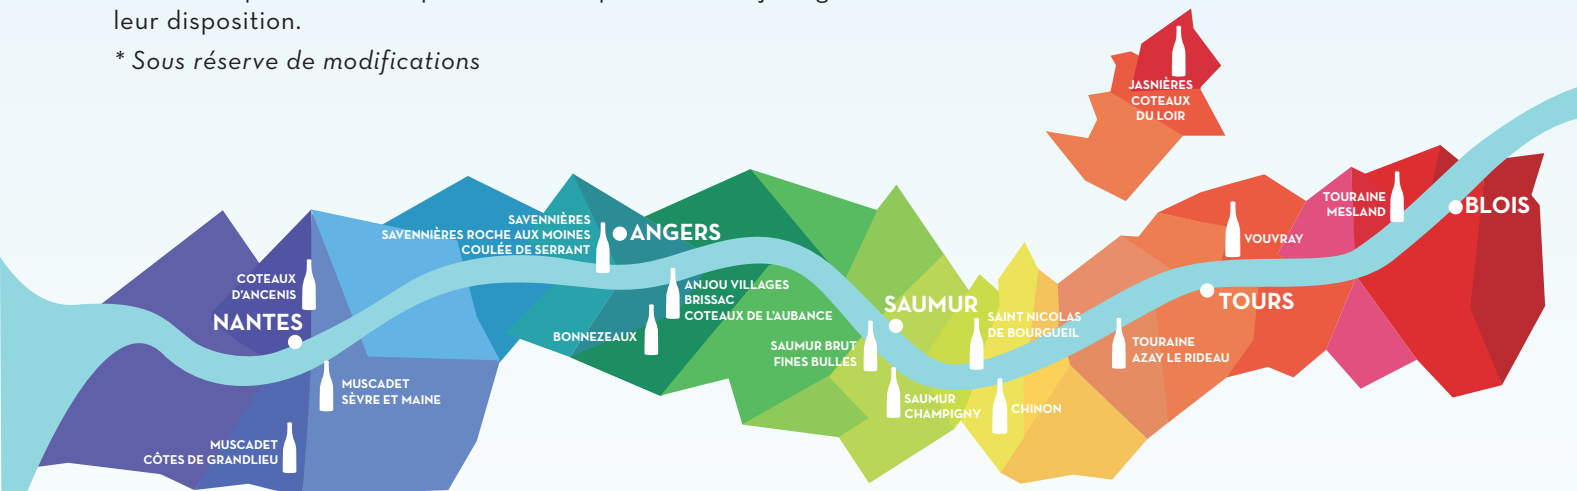 leur disposition.
* Sous réserve de modifications
JASNIÈRES
COTEAUX
DU LOIR
SAVENNIÈRES
SAVENNIÈRES ROCHE AUX MOINES
COULÉE DE SERRANT
ANGERS
TOURAINE
MESLAND
BLOIS
VOUVRAY
COTEAUX
D'ANCENIS
NANTES
ANJOU VILLAGES
BRISSAC
COTEAUX DE L'AUBANCE
BONNEZEAUX
SAUMUR
TOURS
SAINT NICOLAS
DE BOURGUEIL
SAUMUR BRUT
FINES BULLES
TOURAINE
AZAY LE RIDEAU
MUSCADET
SÈVRE ET MAINE
SAUMUR
CHAMPIGNY
CHINON
MUSCADET
CÔTES DE GRANDLIEU